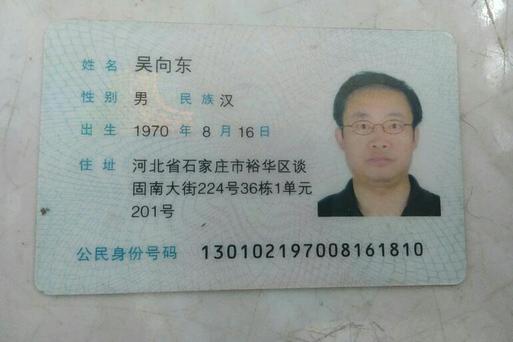 姓名 吴向东
性别 男 民族 汉
出生 1970 年 8 月 16 日
住址 河北省石家庄市裕华区谈
固南大街224号36栋1单元
201号
公民身份号码 130102197008161810